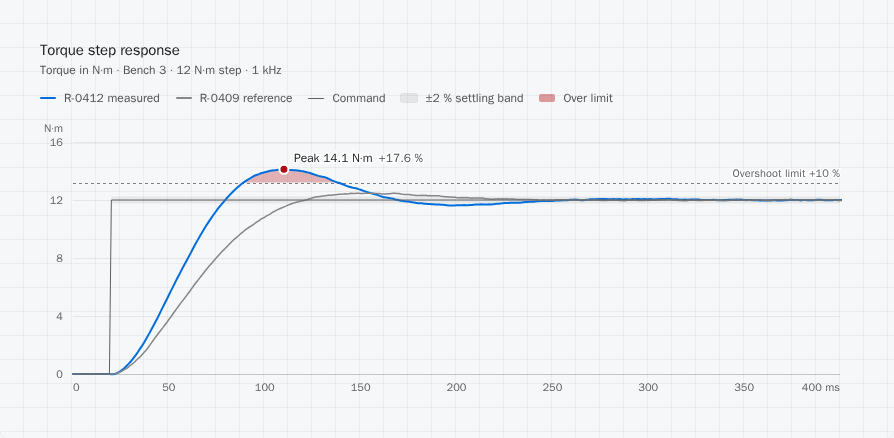 Torque step response
Torque in N·m · Bench 3 · 12 N·m step · 1 kHz
R-0412 measured R-0409 reference Command ±2 % settling band Over limit
N·m
16
Peak 14.1 N·m +17.6 %
Overshoot limit +10 %
12
8
4
0
0 50 100 150 200 250 300 350 400 ms